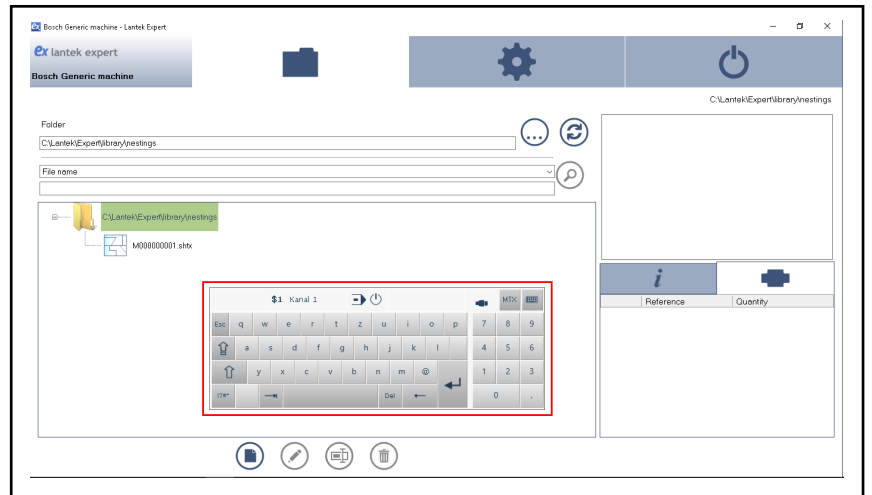 Bosch Generic machine - Lantek Expert
ex lantek expert
Bosch Generic machine
C:\Lantek\Expert\library\nestings
Folder
C:\Lantek\Expert\library\nestings
...
File name
C:\Lantek\Expert\library\nestings
M000000001.shtx
i
Reference Quantity
$1 Kanal 1 MTX
Esc q w e r t z u i o p 7 8 9
a s d f g h j k l 4 5 6
y x c v b n m @ 1 2 3
!?#* Del 0 .